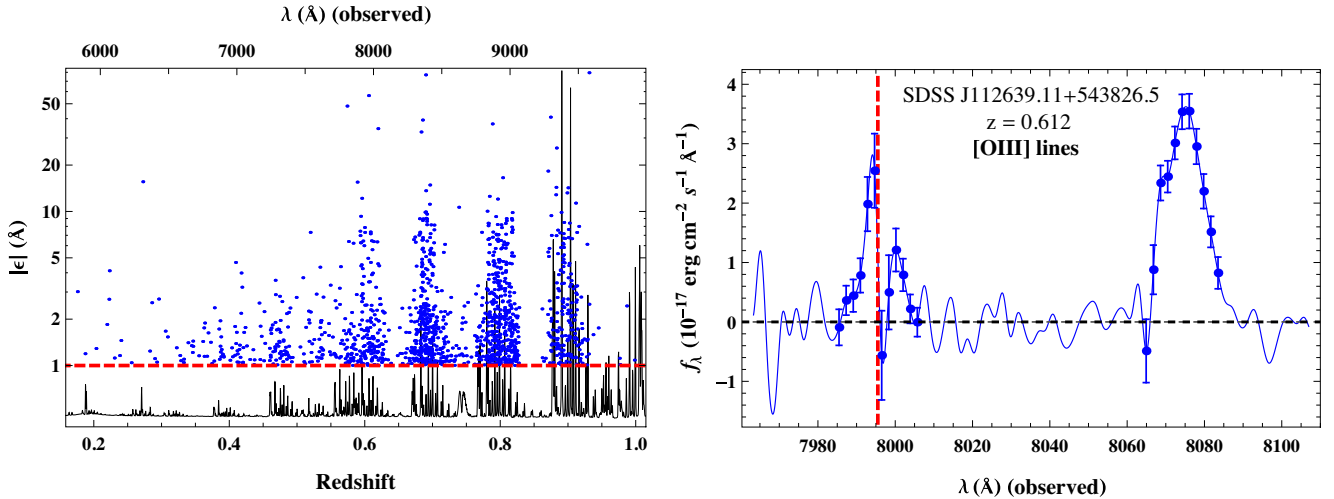 λ (Å) (observed)
6000 7000 8000 9000
|ϵ| (Å)
50
20
10
5
2
1
0.2 0.4 0.6 0.8 1.0
Redshift
SDSS J112639.11+543826.5
z = 0.612
[OIII] lines
f_λ (10⁻¹⁷ erg cm⁻² s⁻¹ Å⁻¹)
4
3
2
1
0
−1
7980 8000 8020 8040 8060 8080 8100
λ (Å) (observed)